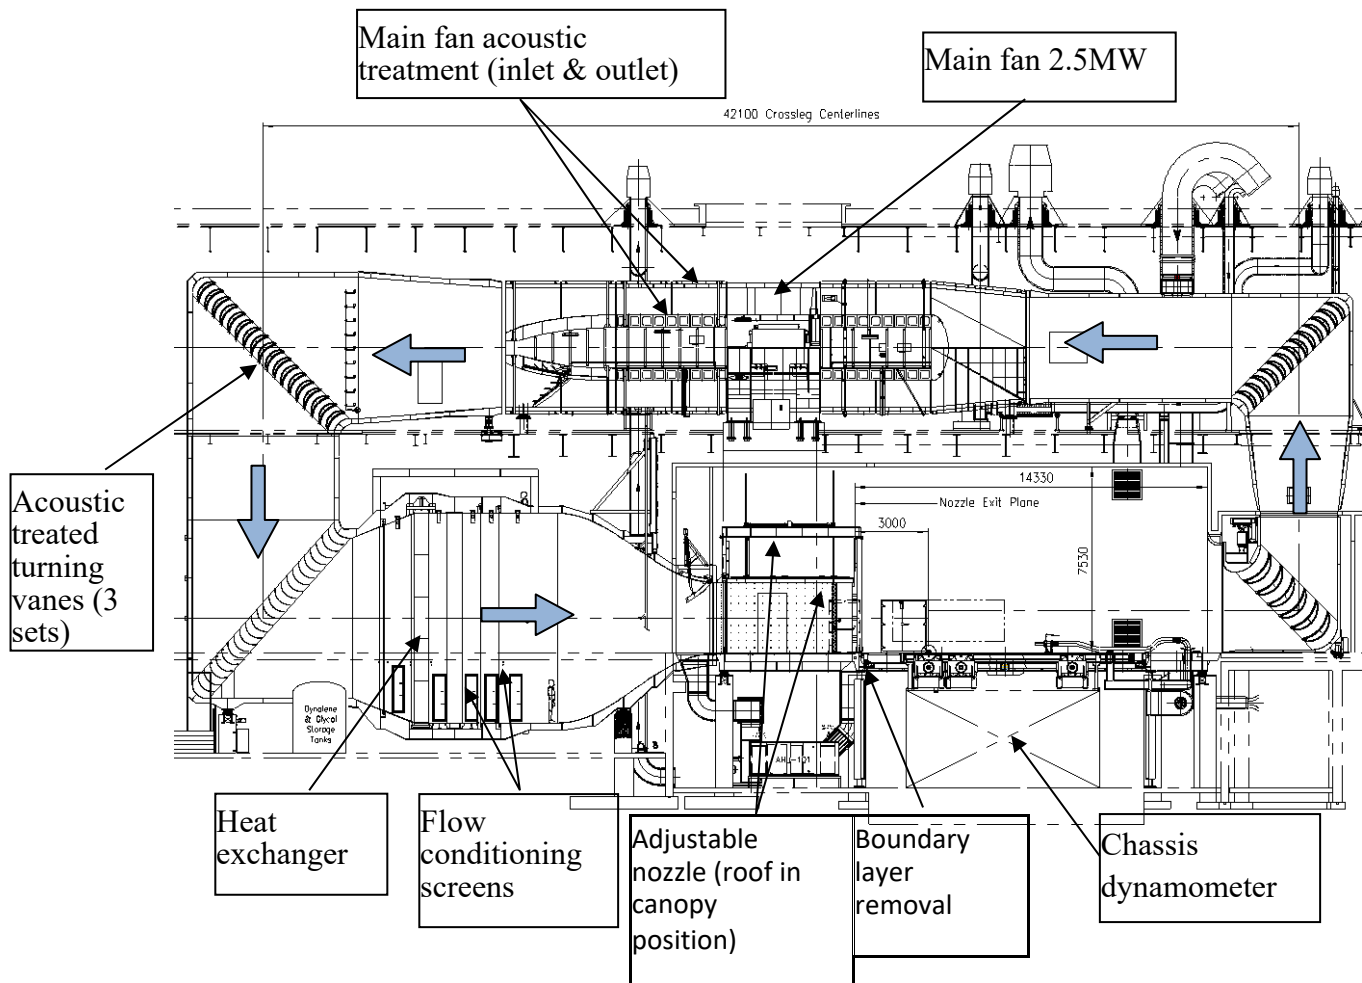 Main fan acoustic
treatment (inlet & outlet)
Main fan 2.5MW
42100 Crossleg Centerlines
Acoustic
treated
turning
vanes (3
sets)
14330
Nozzle Exit Plane
3000
7530
Dynalene
& Glycol
Storage
Tanks
AHU-101
Heat
exchanger
Flow
conditioning
screens
Adjustable
nozzle (roof in
canopy
position)
Boundary
layer
removal
Chassis
dynamometer